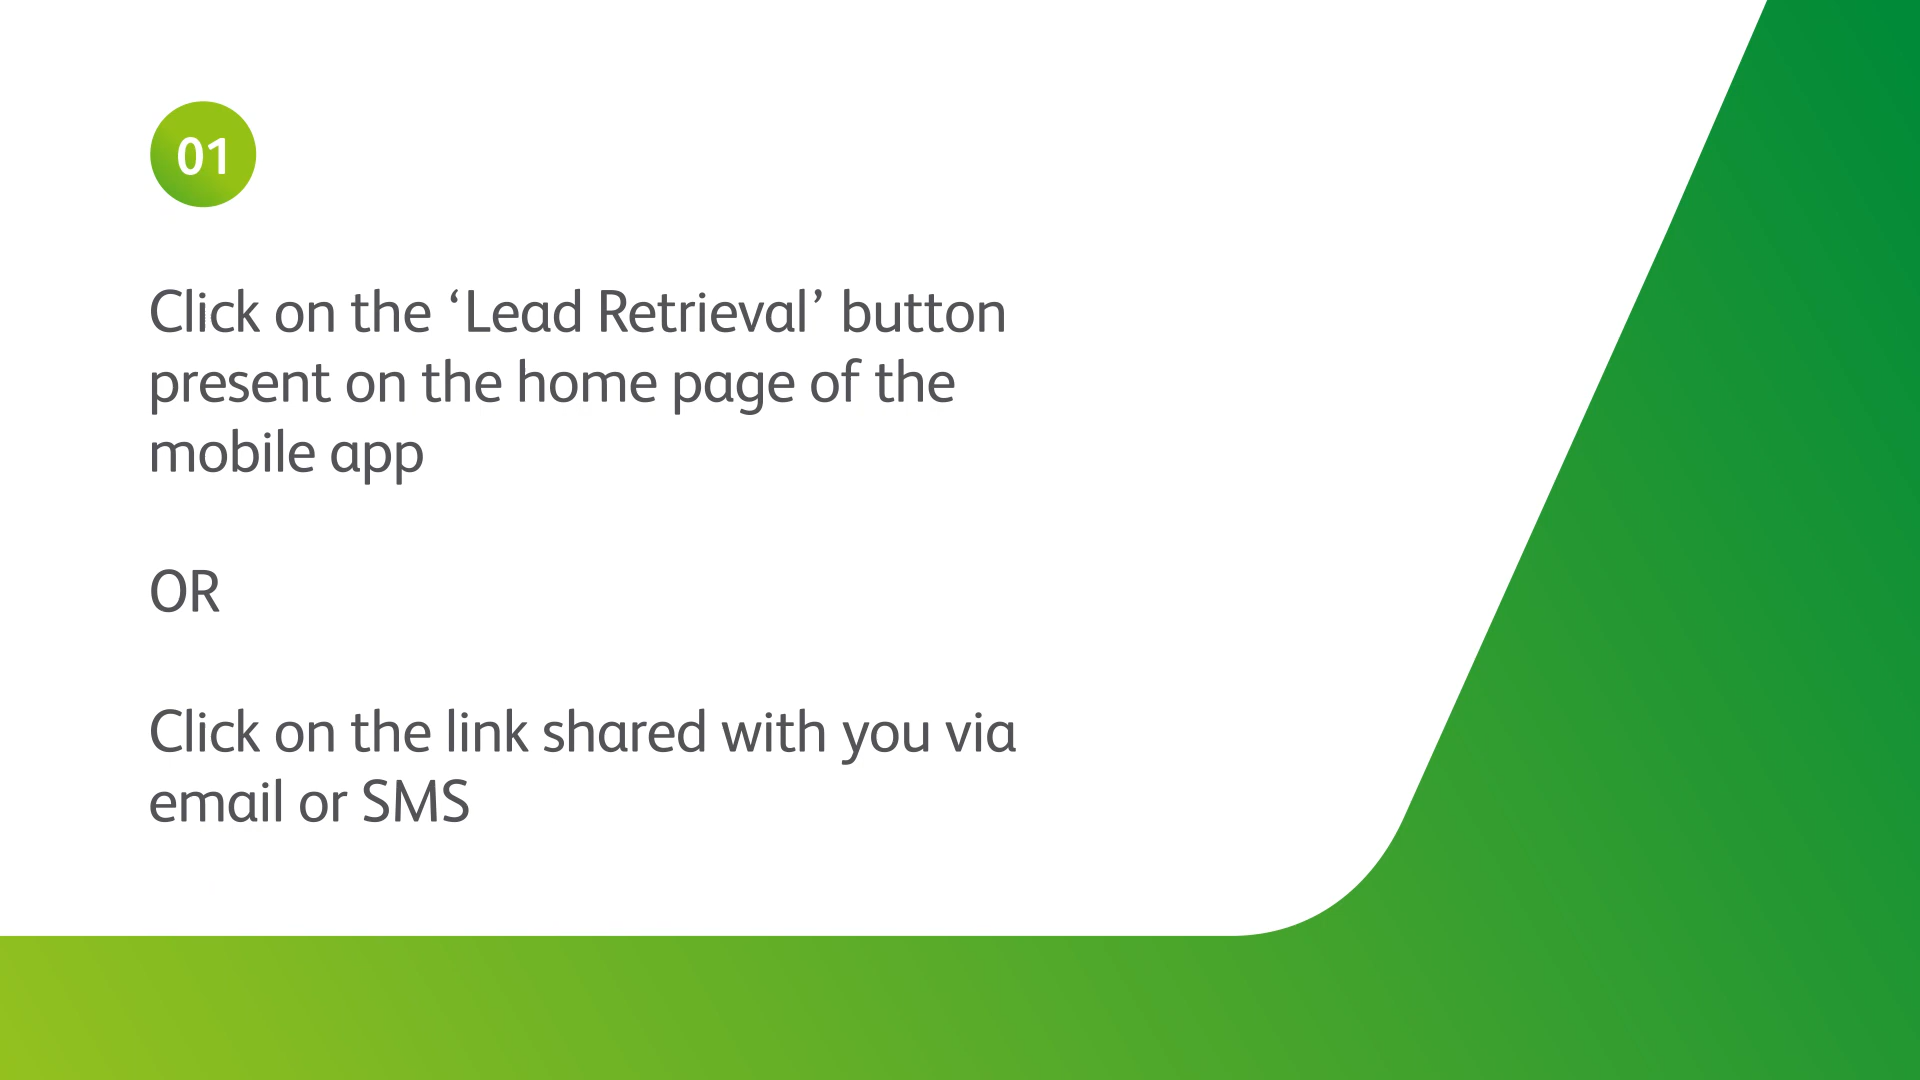 01
Click on the ‘Lead Retrieval’ button
present on the home page of the
mobile app
OR
Click on the link shared with you via
email or SMS